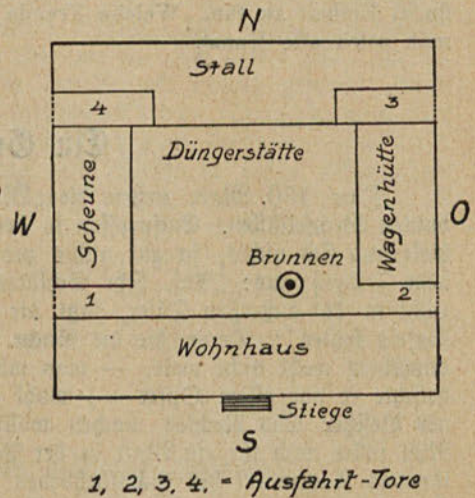 N
Stall
4
3
Scheune
Düngerstätte
Wagenhütte
W
O
Brunnen
1
2
Wohnhaus
Stiege
S
1, 2, 3, 4. = Ausfahrt-Tore